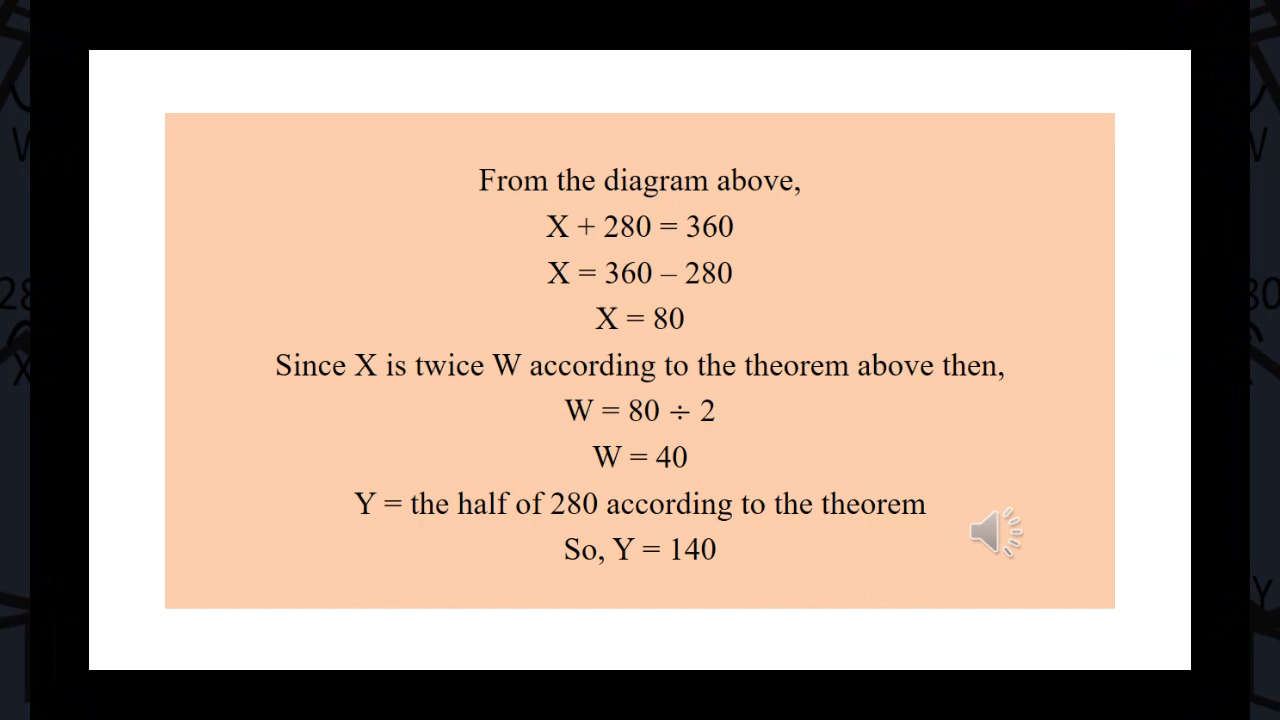 From the diagram above,
X + 280 = 360
X = 360 – 280
X = 80
Since X is twice W according to the theorem above then,
W = 80 ÷ 2
W = 40
Y = the half of 280 according to the theorem
So, Y = 140